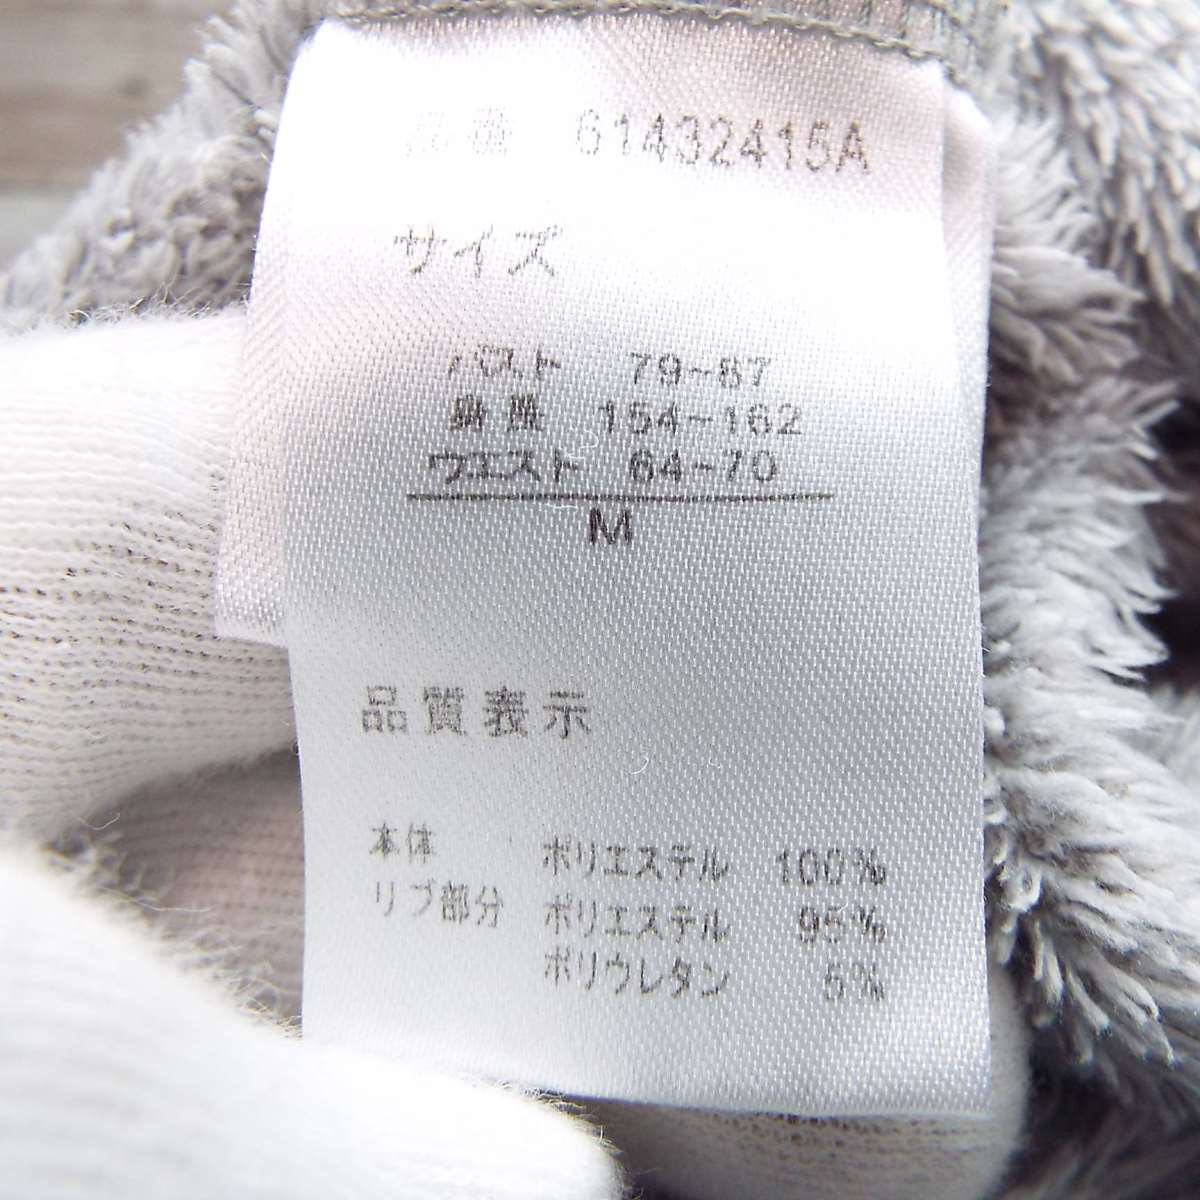 品番 61432415A
サイズ
バスト 79~87
身長 154~162
ウエスト 64~70
M
品質表示
本体 ポリエステル 100%
リブ部分 ポリエステル 95%
ポリウレタン 5%